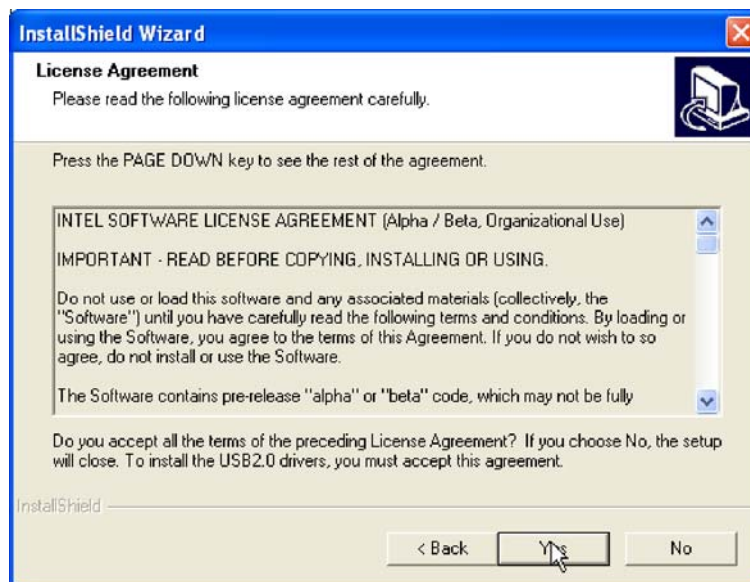 InstallShield Wizard
License Agreement
Please read the following license agreement carefully.
Press the PAGE DOWN key to see the rest of the agreement.
INTEL SOFTWARE LICENSE AGREEMENT (Alpha / Beta, Organizational Use)
IMPORTANT - READ BEFORE COPYING, INSTALLING OR USING.
Do not use or load this software and any associated materials (collectively, the
"Software") until you have carefully read the following terms and conditions. By loading or
using the Software, you agree to the terms of this Agreement. If you do not wish to so
agree, do not install or use the Software.
The Software contains pre-release "alpha" or "beta" code, which may not be fully
Do you accept all the terms of the preceding License Agreement? If you choose No, the setup
will close. To install the USB2.0 drivers, you must accept this agreement.
InstallShield
< Back Yes No